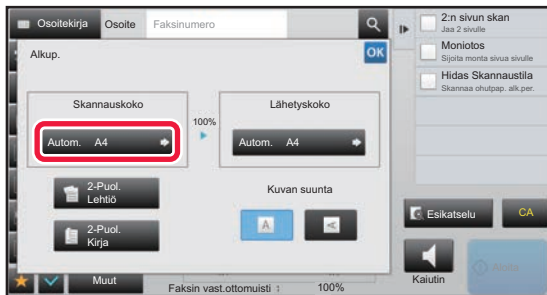 Osoitekirja
Osoite
Faksinumero
2:n sivun skan
Jaa 2 sivulle
Moniotos
Sijoita monta sivua sivulle
Hidas Skannaustila
Skannaa ohutpap. alk.per.
Alkup.
OK
Skannauskoko
100%
Lähetyskoko
Autom. A4
Autom. A4
2-Puol.
Lehtiö
2-Puol.
Kirja
Kuvan suunta
A
A
Esikatselu
CA
Muut
Faksin vast.ottomuisti : 100%
Kaiutin
Aloita